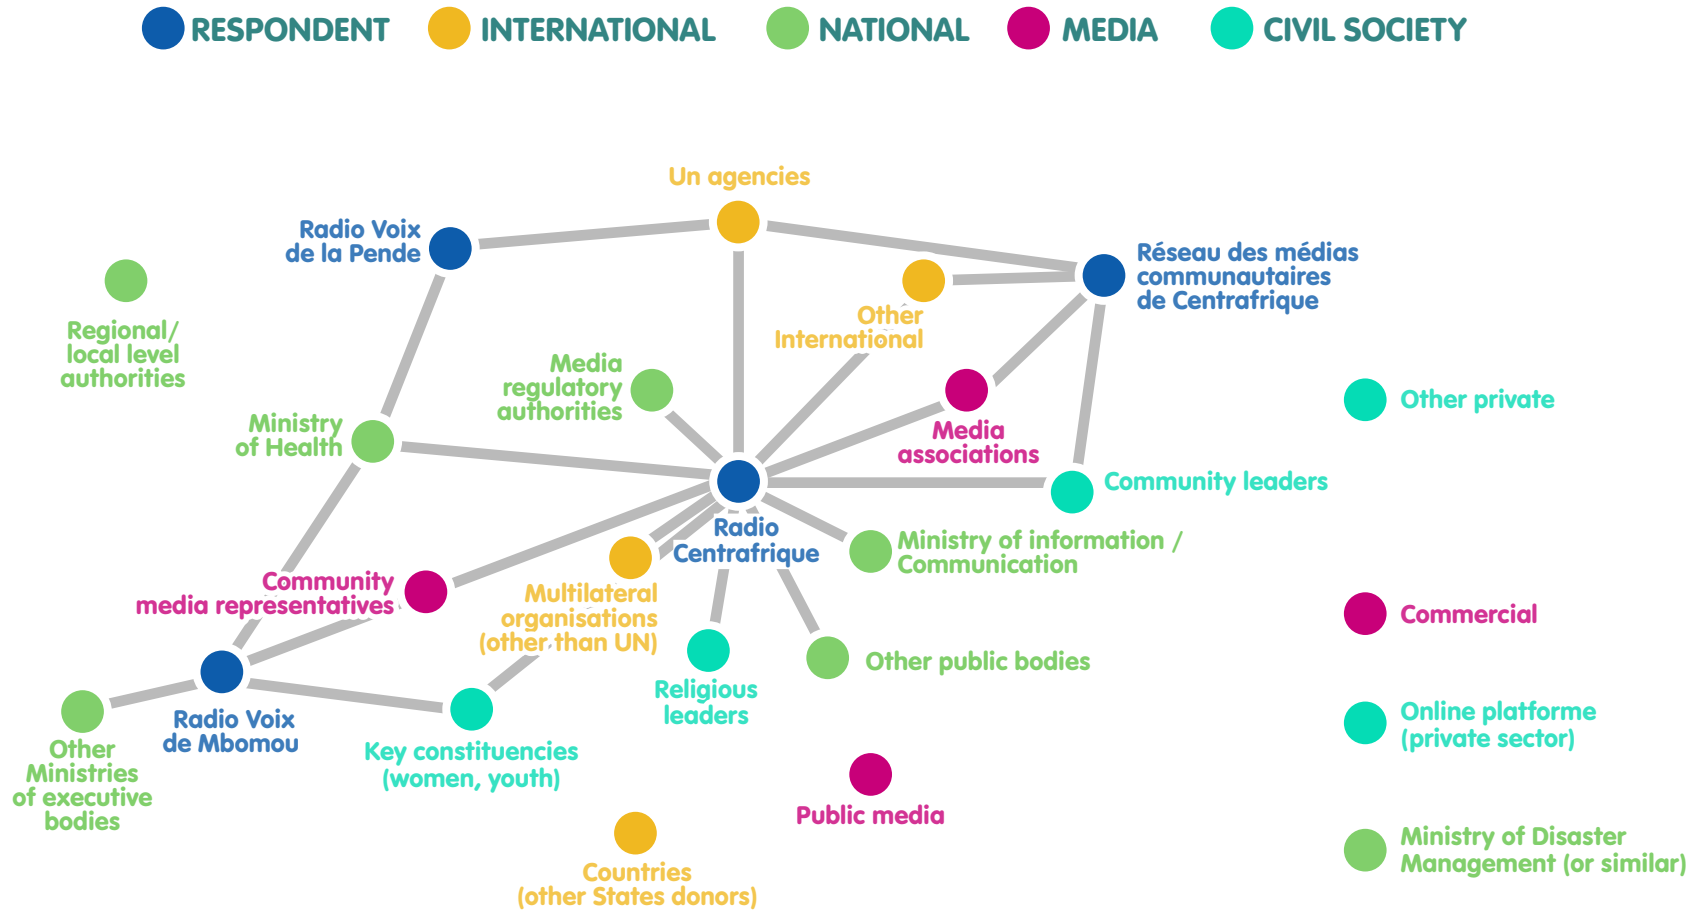 RESPONDENT
INTERNATIONAL
NATIONAL
MEDIA
CIVIL SOCIETY
Un agencies
Radio Voix
de la Pende
Réseau des médias
communautaires
de Centrafrique
Regional/
local level
authorities
Other
International
Media
regulatory
authorities
Ministry
of Health
Media
associations
Other private
Community leaders
Radio
Centrafrique
Ministry of information /
Communication
Community
media representatives
Multilateral
organisations
(other than UN)
Commercial
Other public bodies
Religious
leaders
Radio Voix
de Mbomou
Other
Ministries
of executive
bodies
Key constituencies
(women, youth)
Online platforme
(private sector)
Public media
Countries
(other States donors)
Ministry of Disaster
Management (or similar)